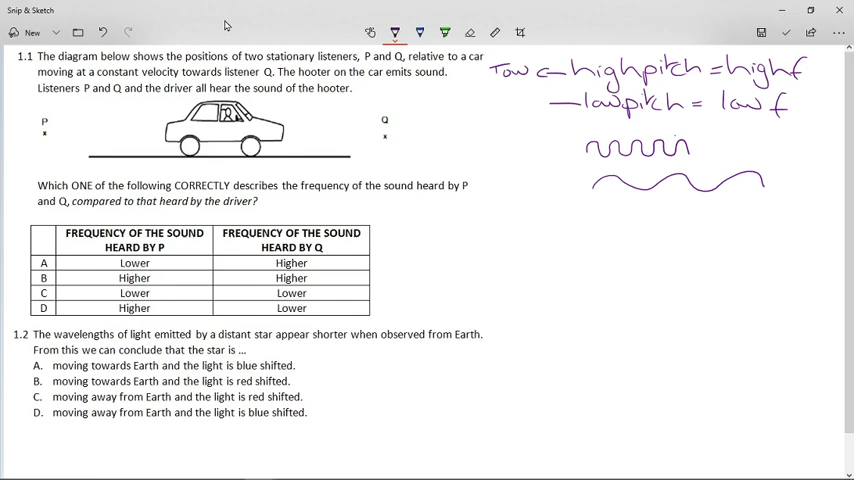 Snip & Sketch
New
1.1 The diagram below shows the positions of two stationary listeners, P and Q, relative to a car
moving at a constant velocity towards listener Q. The hooter on the car emits sound.
Listeners P and Q and the driver all hear the sound of the hooter.
P
x
Q
x
Which ONE of the following CORRECTLY describes the frequency of the sound heard by P
and Q, compared to that heard by the driver?
FREQUENCY OF THE SOUND HEARD BY P
FREQUENCY OF THE SOUND HEARD BY Q
A Lower Higher
B Higher Higher
C Lower Lower
D Higher Lower
1.2 The wavelengths of light emitted by a distant star appear shorter when observed from Earth.
From this we can conclude that the star is ...
A. moving towards Earth and the light is blue shifted.
B. moving towards Earth and the light is red shifted.
C. moving away from Earth and the light is red shifted.
D. moving away from Earth and the light is blue shifted.
high pitch = high f
— low pitch = low f